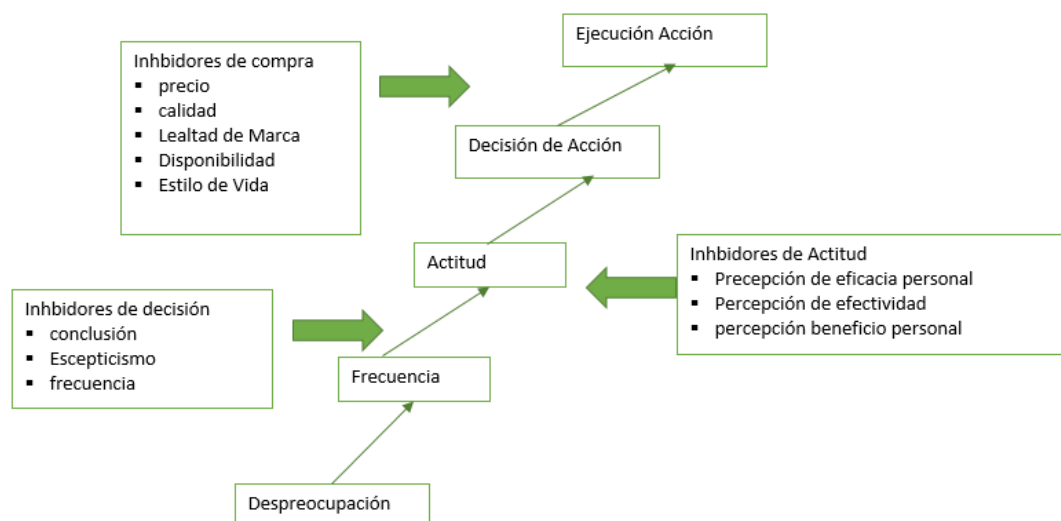 Ejecución Acción
Inhbidores de compra
▪ precio
▪ calidad
▪ Lealtad de Marca
▪ Disponibilidad
▪ Estilo de Vida
Decisión de Acción
Actitud
Inhbidores de Actitud
▪ Precepción de eficacia personal
▪ Percepción de efectividad
▪ percepción beneficio personal
Inhbidores de decisión
▪ conclusión
▪ Escepticismo
▪ frecuencia
Frecuencia
Despreocupación